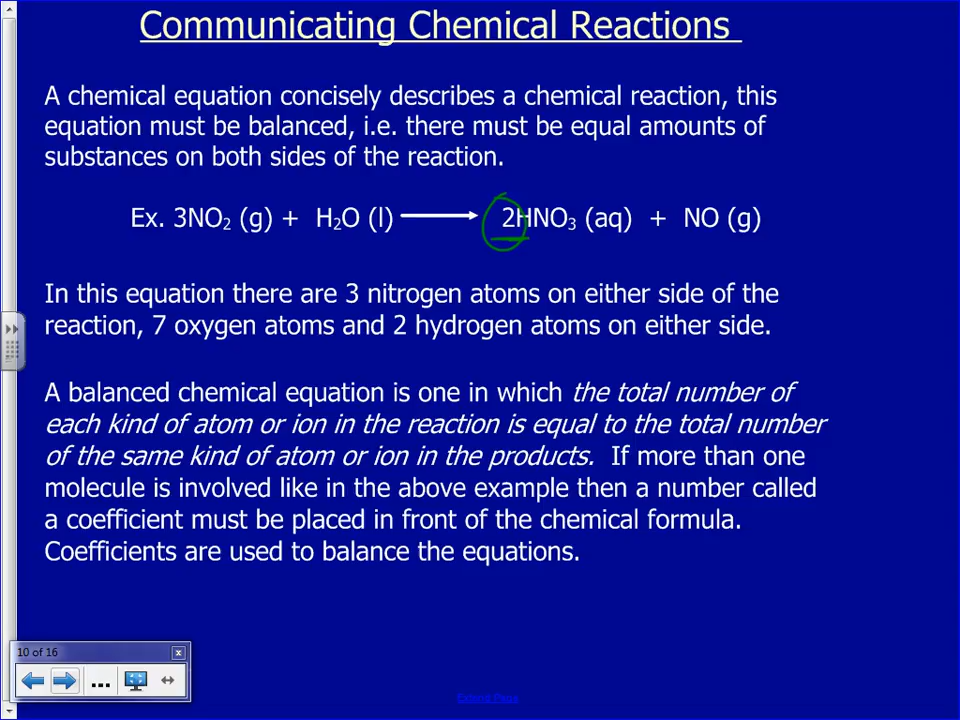 Communicating Chemical Reactions
A chemical equation concisely describes a chemical reaction, this
equation must be balanced, i.e. there must be equal amounts of
substances on both sides of the reaction.
Ex. 3NO₂ (g) + H₂O (l) ⟶ 2HNO₃ (aq) + NO (g)
In this equation there are 3 nitrogen atoms on either side of the
reaction, 7 oxygen atoms and 2 hydrogen atoms on either side.
A balanced chemical equation is one in which the total number of
each kind of atom or ion in the reaction is equal to the total number
of the same kind of atom or ion in the products. If more than one
molecule is involved like in the above example then a number called
a coefficient must be placed in front of the chemical formula.
Coefficients are used to balance the equations.
10 of 16
Extend Page